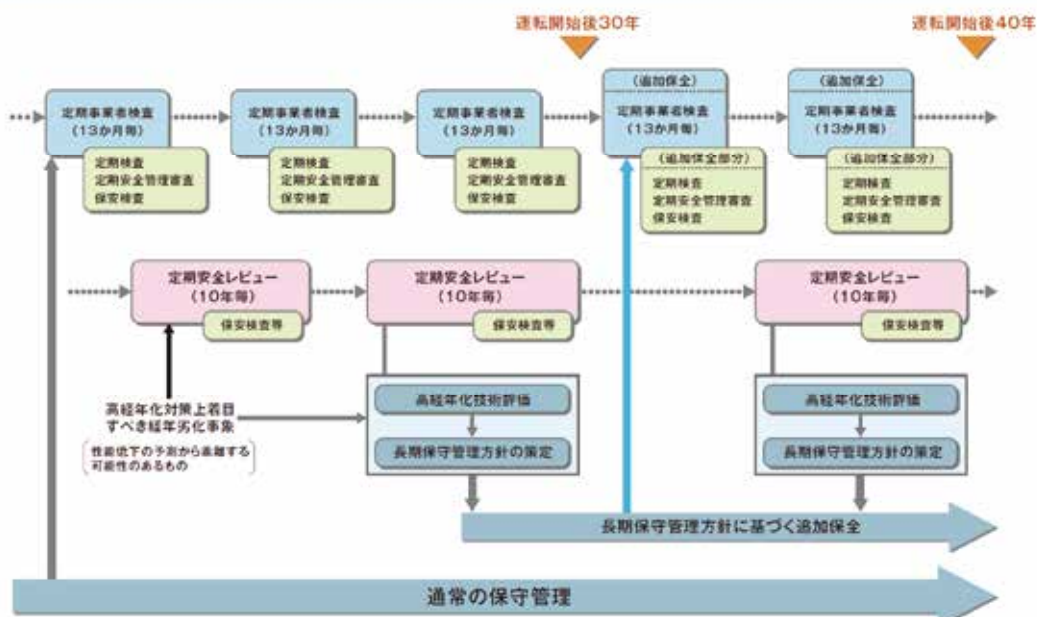 運転開始後30年
運転開始後40年
定期事業者検査
(13か月毎)
定期検査
定期安全管理審査
保安検査
定期事業者検査
(13か月毎)
定期検査
定期安全管理審査
保安検査
定期事業者検査
(13か月毎)
定期検査
定期安全管理審査
保安検査
(追加保全)
定期事業者検査
(13か月毎)
(追加保全部分)
定期検査
定期安全管理審査
保安検査
(追加保全)
定期事業者検査
(13か月毎)
(追加保全部分)
定期検査
定期安全管理審査
保安検査
定期安全レビュー
(10年毎)
保安検査等
定期安全レビュー
(10年毎)
保安検査等
定期安全レビュー
(10年毎)
保安検査等
高経年化対策上着目
すべき経年劣化事象
(性能低下の予測から乖離する
可能性のあるもの)
高経年化技術評価
長期保守管理方針の策定
高経年化技術評価
長期保守管理方針の策定
長期保守管理方針に基づく追加保全
通常の保守管理